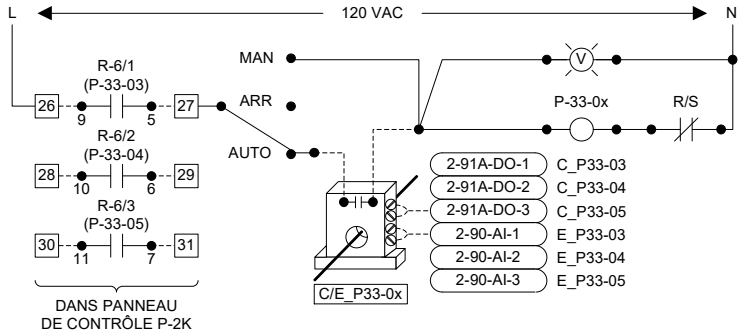 L 120 VAC N
R-6/1
(P-33-03)
26 9 5 27
R-6/2
(P-33-04)
28 10 6 29
R-6/3
(P-33-05)
30 11 7 31
DANS PANNEAU
DE CONTRÔLE P-2K
MAN
ARR
AUTO
V
P-33-0x R/S
C/E_P33-0x
2-91A-DO-1 C_P33-03
2-91A-DO-2 C_P33-04
2-91A-DO-3 C_P33-05
2-90-AI-1 E_P33-03
2-90-AI-2 E_P33-04
2-90-AI-3 E_P33-05